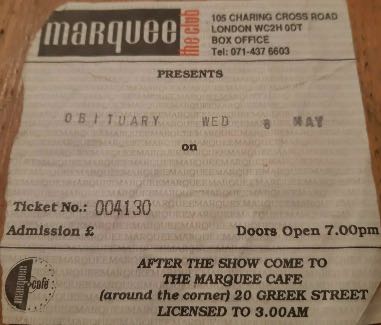 marquee the club
105 CHARING CROSS ROAD
LONDON WC2H 0DT
BOX OFFICE
Tel: 071-437 6603
PRESENTS
OBITUARY WED 8 MAY
on
Ticket No.: 004130
Admission £
Doors Open 7.00pm
marquee café
AFTER THE SHOW COME TO
THE MARQUEE CAFE
(around the corner) 20 GREEK STREET
LICENSED TO 3.00AM